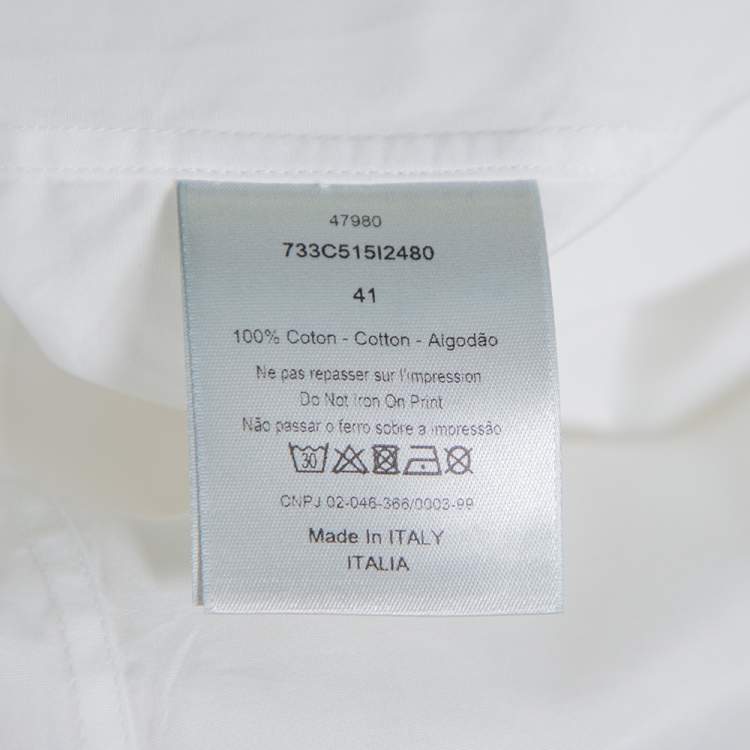 47980
733C515I2480
41
100% Coton - Cotton - Algodão
Ne pas repasser sur l'impression
Do Not Iron On Print
Não passar o ferro sobre a impressão
30
CNPJ 02-046-366/0003-99
Made In ITALY
ITALIA